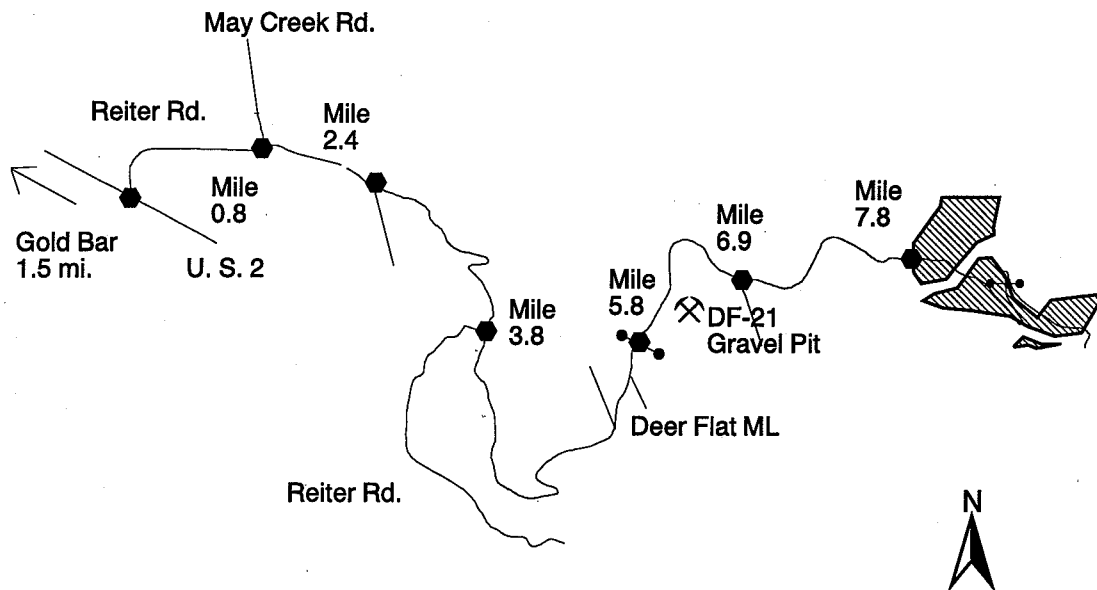 May Creek Rd.
Reiter Rd.
Mile
2.4
Mile
0.8
Gold Bar
1.5 mi.
U. S. 2
Mile
3.8
Reiter Rd.
Mile
5.8
DF-21
Gravel Pit
Deer Flat ML
Mile
6.9
Mile
7.8
N